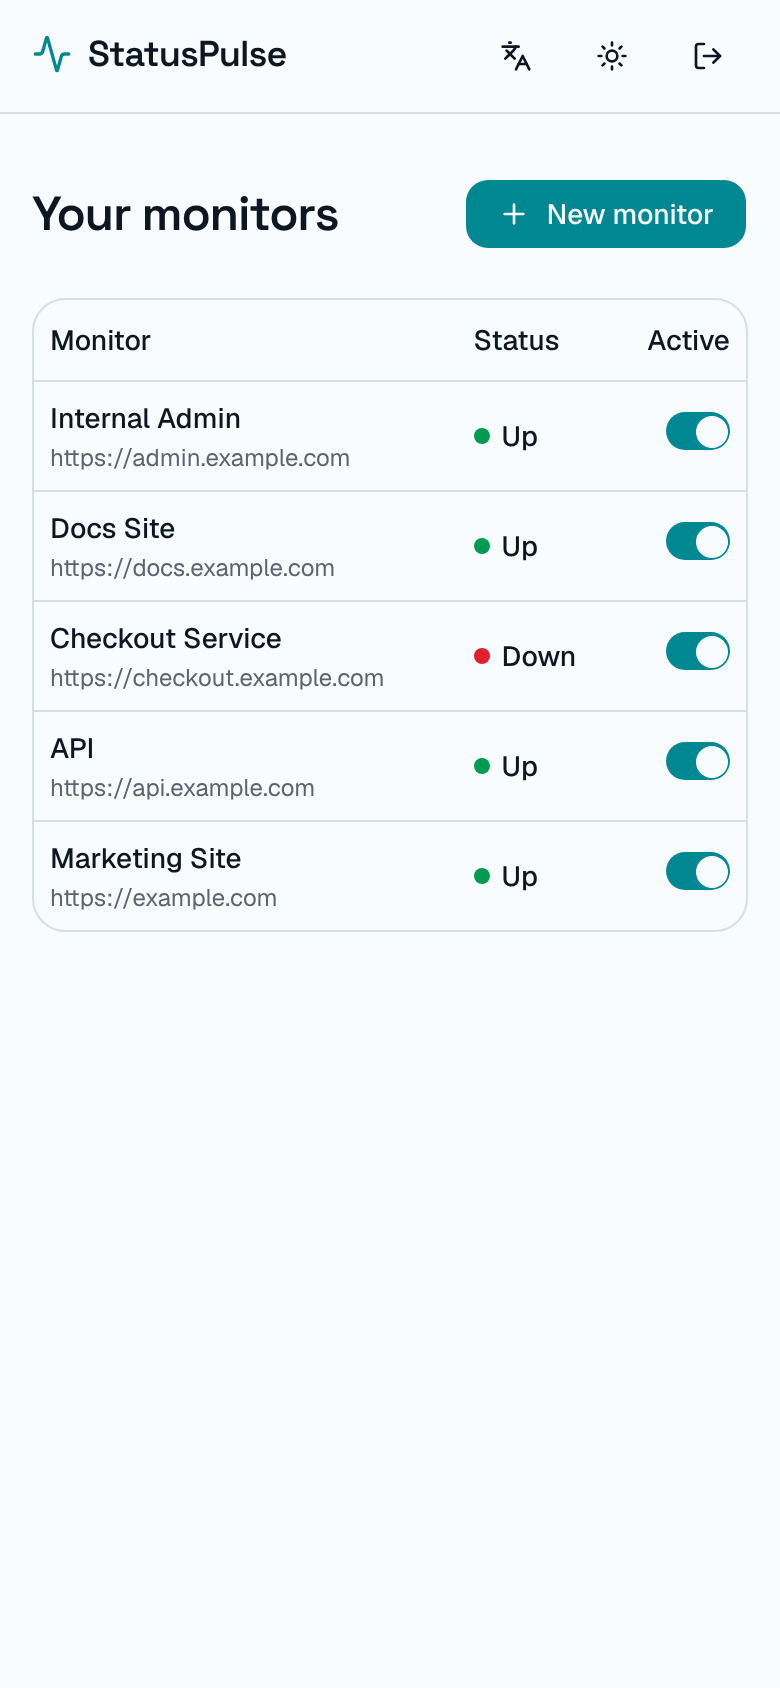 StatusPulse
Your monitors
New monitor
Monitor Status Active
Internal Admin
https://admin.example.com
Up
Docs Site
https://docs.example.com
Up
Checkout Service
https://checkout.example.com
Down
API
https://api.example.com
Up
Marketing Site
https://example.com
Up